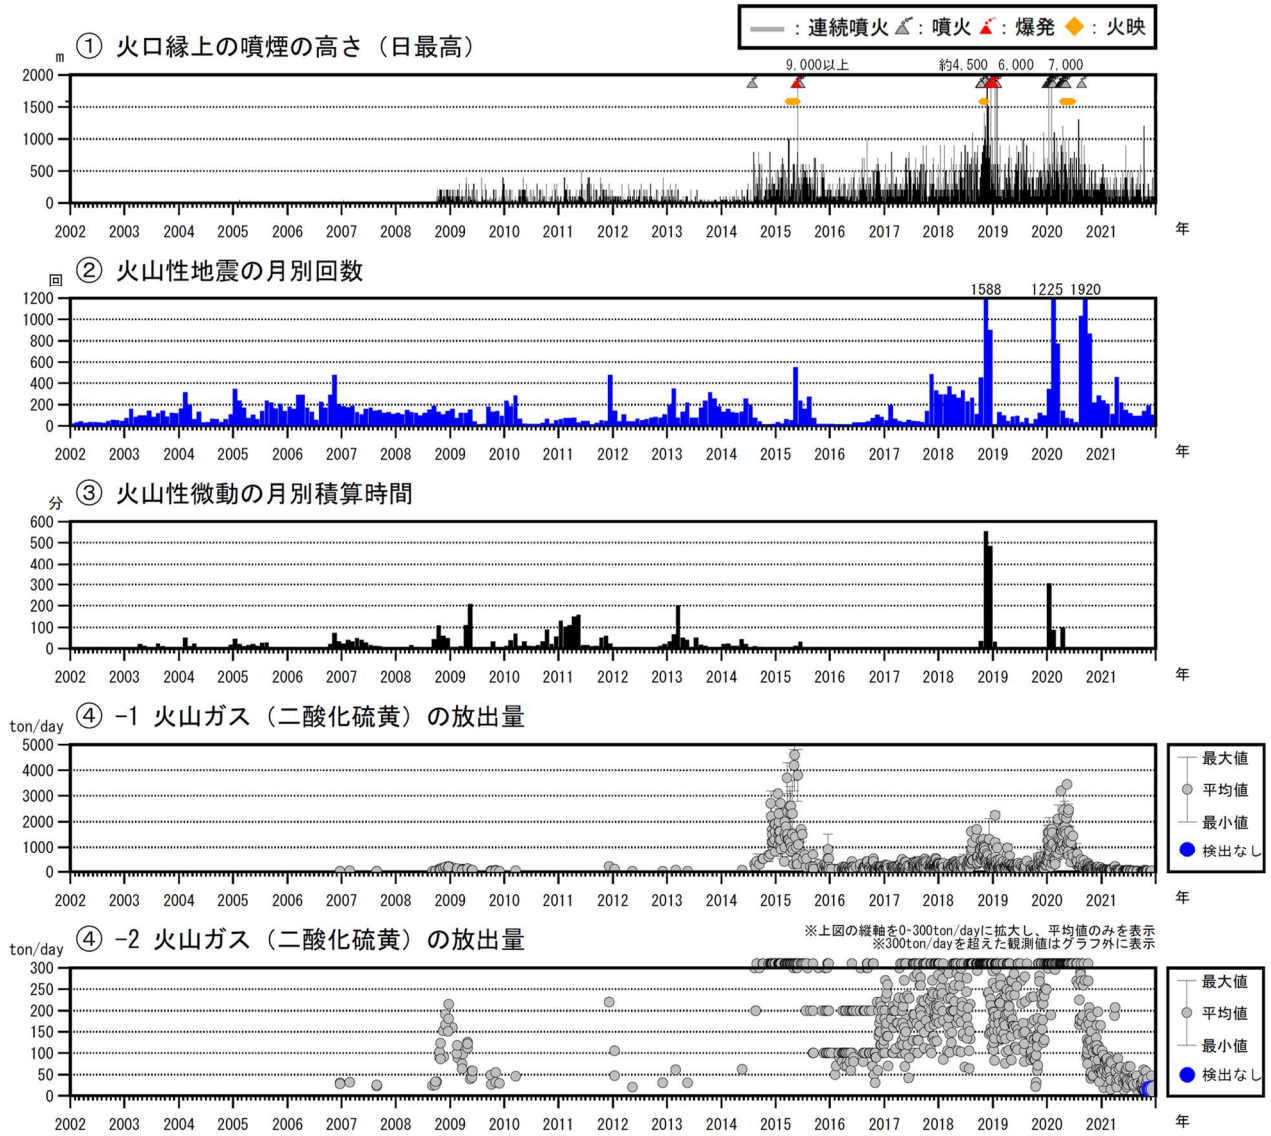 ━: 連続噴火 : 噴火 : 爆発 : 火映
① 火口縁上の噴煙の高さ（日最高）
m
9,000以上 約4,500 6,000 7,000
2000
1500
1000
500
0
2002 2003 2004 2005 2006 2007 2008 2009 2010 2011 2012 2013 2014 2015 2016 2017 2018 2019 2020 2021 年
② 火山性地震の月別回数
回
1588 1225 1920
1200
1000
800
600
400
200
0
2002 2003 2004 2005 2006 2007 2008 2009 2010 2011 2012 2013 2014 2015 2016 2017 2018 2019 2020 2021 年
③ 火山性微動の月別積算時間
分
600
500
400
300
200
100
0
2002 2003 2004 2005 2006 2007 2008 2009 2010 2011 2012 2013 2014 2015 2016 2017 2018 2019 2020 2021 年
④ -1 火山ガス（二酸化硫黄）の放出量
ton/day
5000
4000
3000
2000
1000
0
最大値
平均値
最小値
検出なし
2002 2003 2004 2005 2006 2007 2008 2009 2010 2011 2012 2013 2014 2015 2016 2017 2018 2019 2020 2021 年
④ -2 火山ガス（二酸化硫黄）の放出量
※上図の縦軸を0-300ton/dayに拡大し、平均値のみを表示
※300ton/dayを超えた観測値はグラフ外に表示
ton/day
300
250
200
150
100
50
0
最大値
平均値
最小値
検出なし
2002 2003 2004 2005 2006 2007 2008 2009 2010 2011 2012 2013 2014 2015 2016 2017 2018 2019 2020 2021 年